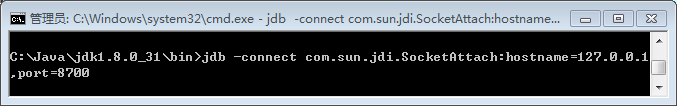 管理员: C:\Windows\system32\cmd.exe - jdb  -connect com.sun.jdi.SocketAttach:hostname...
C:\Java\jdk1.8.0_31\bin>jdb -connect com.sun.jdi.SocketAttach:hostname=127.0.0.1
,port=8700